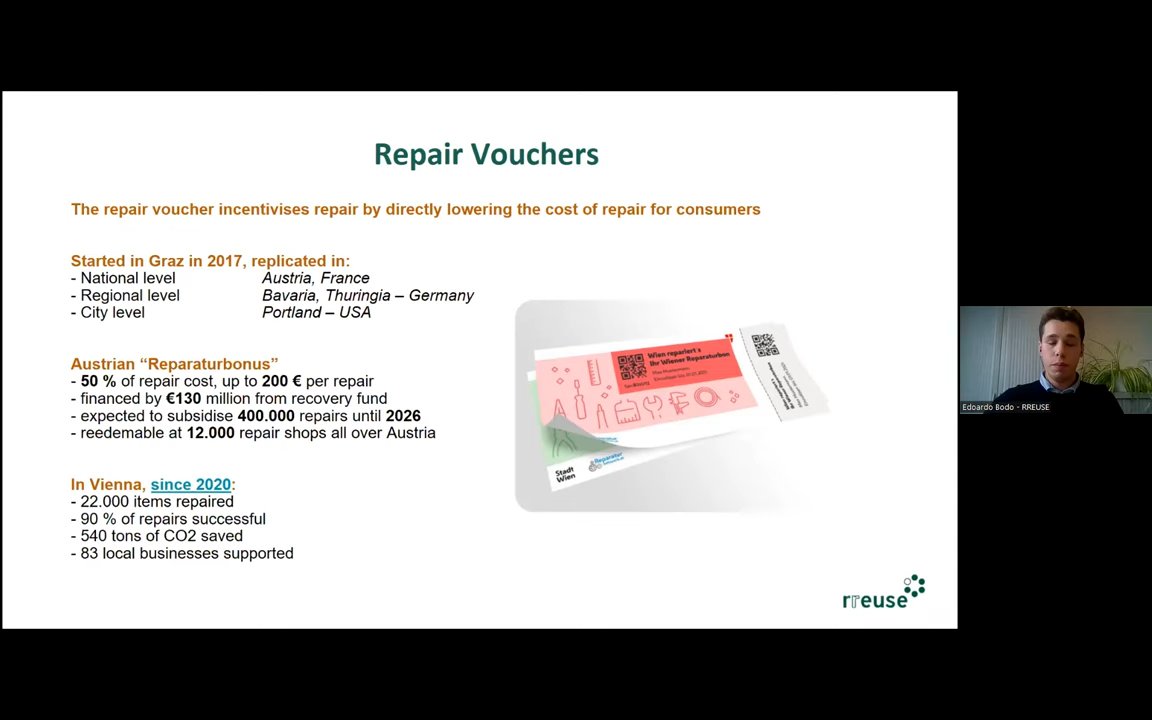 Repair Vouchers
The repair voucher incentivises repair by directly lowering the cost of repair for consumers
Started in Graz in 2017, replicated in:
- National level Austria, France
- Regional level Bavaria, Thuringia – Germany
- City level Portland – USA
Austrian “Reparaturbonus”
- 50 % of repair cost, up to 200 € per repair
- financed by €130 million from recovery fund
- expected to subsidise 400.000 repairs until 2026
- reedemable at 12.000 repair shops all over Austria
In Vienna, since 2020:
- 22.000 items repaired
- 90 % of repairs successful
- 540 tons of CO2 saved
- 83 local businesses supported
Wien repariert's
Ihr Wiener Reparaturbon
Stadt
Wien
rreuse
Edoardo Bodo - RREUSE